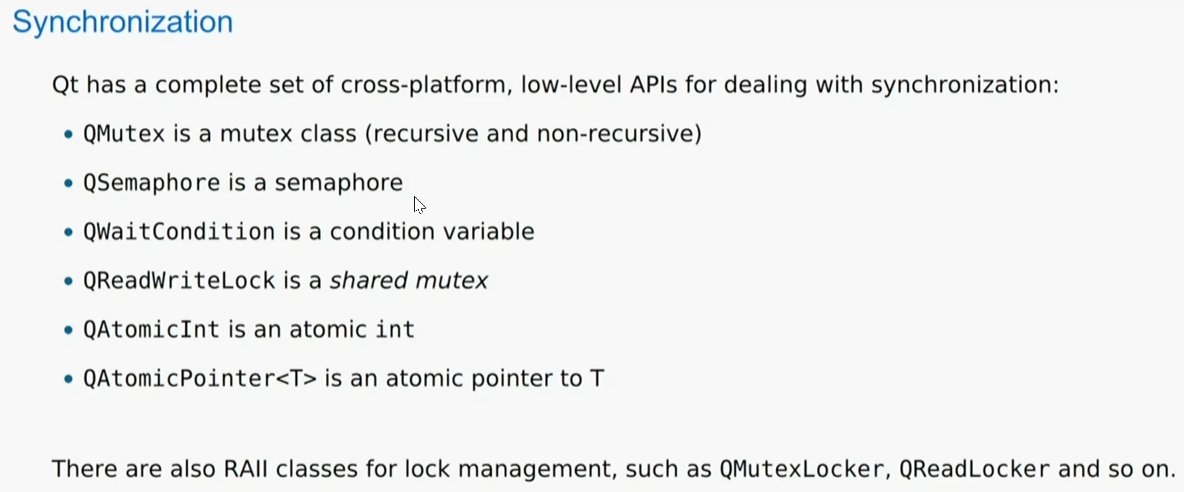 Synchronization
Qt has a complete set of cross-platform, low-level APIs for dealing with synchronization:
• QMutex is a mutex class (recursive and non-recursive)
• QSemaphore is a semaphore
• QWaitCondition is a condition variable
• QReadWriteLock is a shared mutex
• QAtomicInt is an atomic int
• QAtomicPointer<T> is an atomic pointer to T
There are also RAII classes for lock management, such as QMutexLocker, QReadLocker and so on.